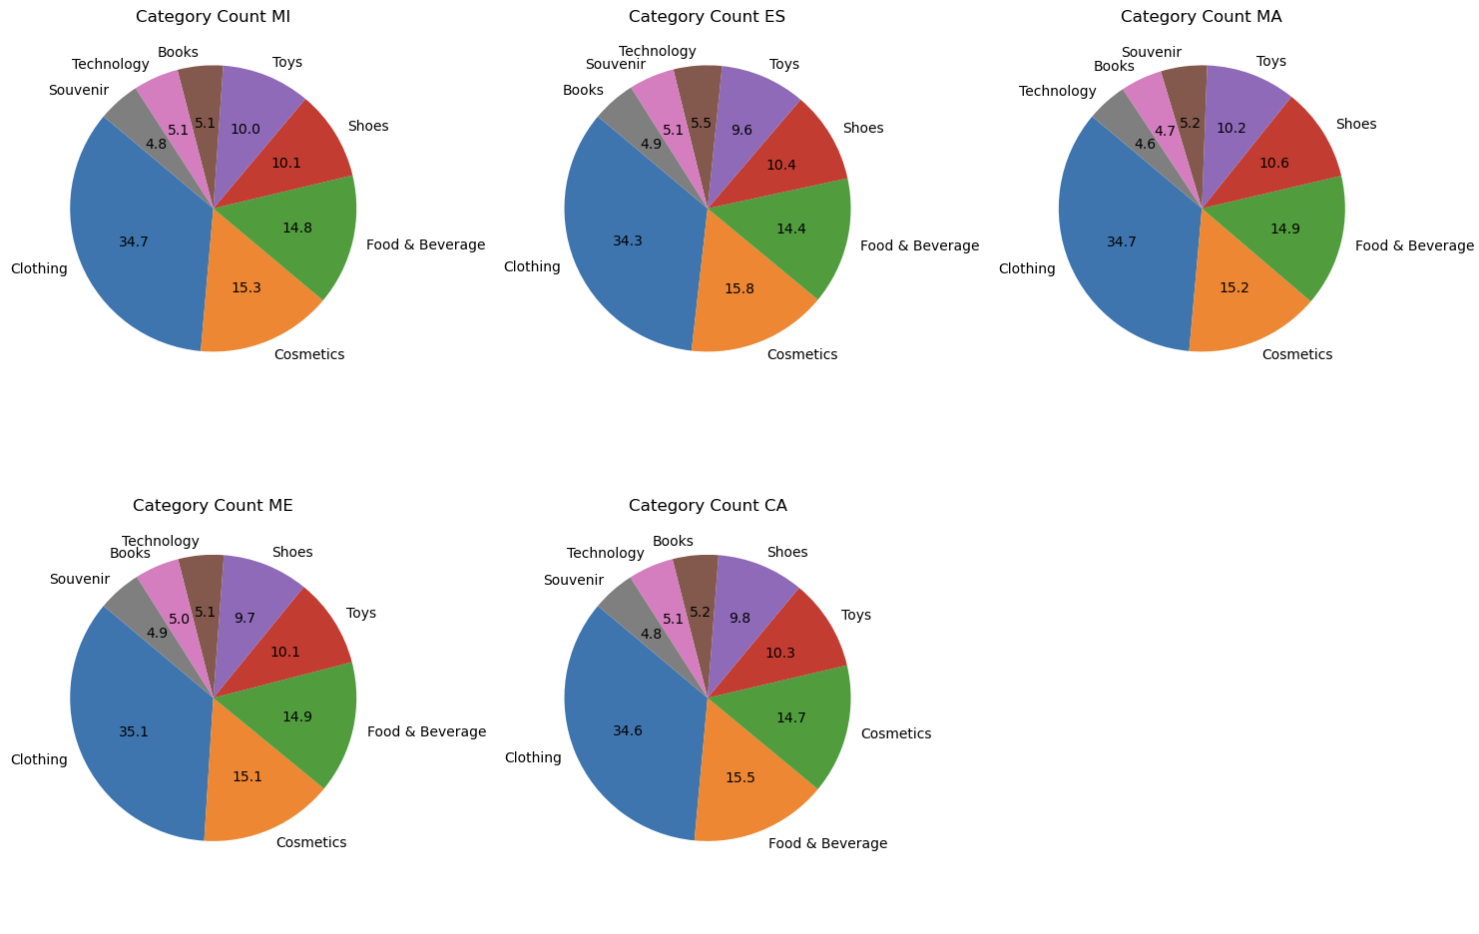 Category Count MI
Books
Toys
Technology
Souvenir
Shoes
5.1
5.1
10.0
4.8
10.1
34.7
14.8
Food & Beverage
Clothing
15.3
Cosmetics
Category Count ES
Technology
Toys
Souvenir
Books
Shoes
5.1
5.5
9.6
4.9
10.4
34.3
14.4
Food & Beverage
Clothing
15.8
Cosmetics
Category Count MA
Souvenir
Toys
Books
Technology
Shoes
4.7
5.2
10.2
4.6
10.6
34.7
14.9
Food & Beverage
Clothing
15.2
Cosmetics
Category Count ME
Technology
Shoes
Books
Souvenir
Toys
5.0
5.1
9.7
4.9
10.1
35.1
14.9
Food & Beverage
Clothing
15.1
Cosmetics
Category Count CA
Books
Shoes
Technology
Souvenir
Toys
5.1
5.2
9.8
4.8
10.3
34.6
14.7
Cosmetics
Clothing
15.5
Food & Beverage